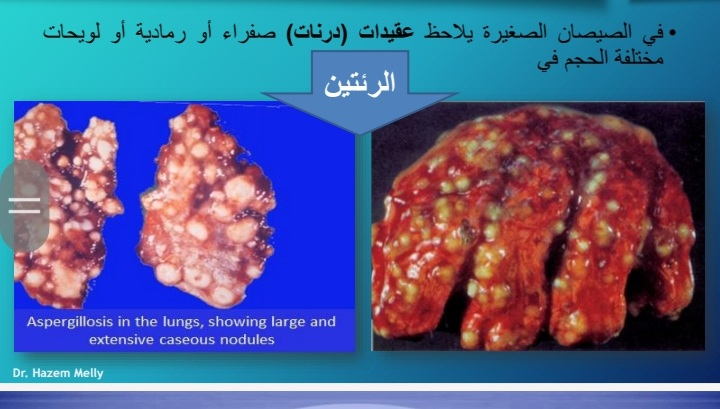 • في الصيصان الصغيرة يلاحظ عقيدات (درنات) صفراء أو رمادية أو لويحات
مختلفة الحجم في
الرئتين
Aspergillosis in the lungs, showing large and
extensive caseous nodules
Dr. Hazem Melly